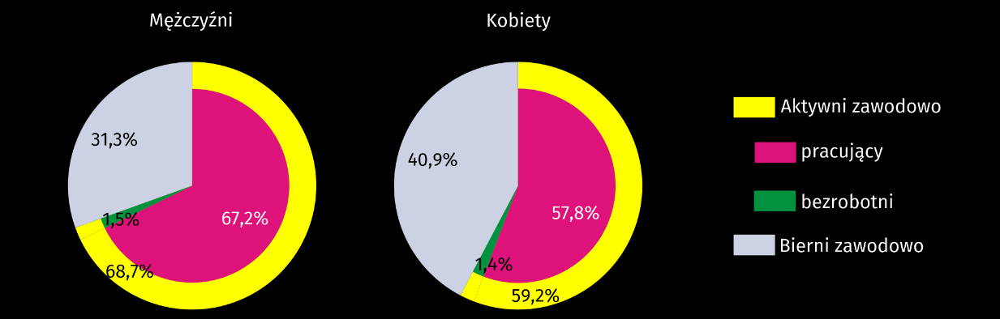 Mężczyźni
Kobiety
31,3%
1,5%
67,2%
68,7%
40,9%
57,8%
1,4%
59,2%
Aktywni zawodowo
pracujący
bezrobotni
Bierni zawodowo